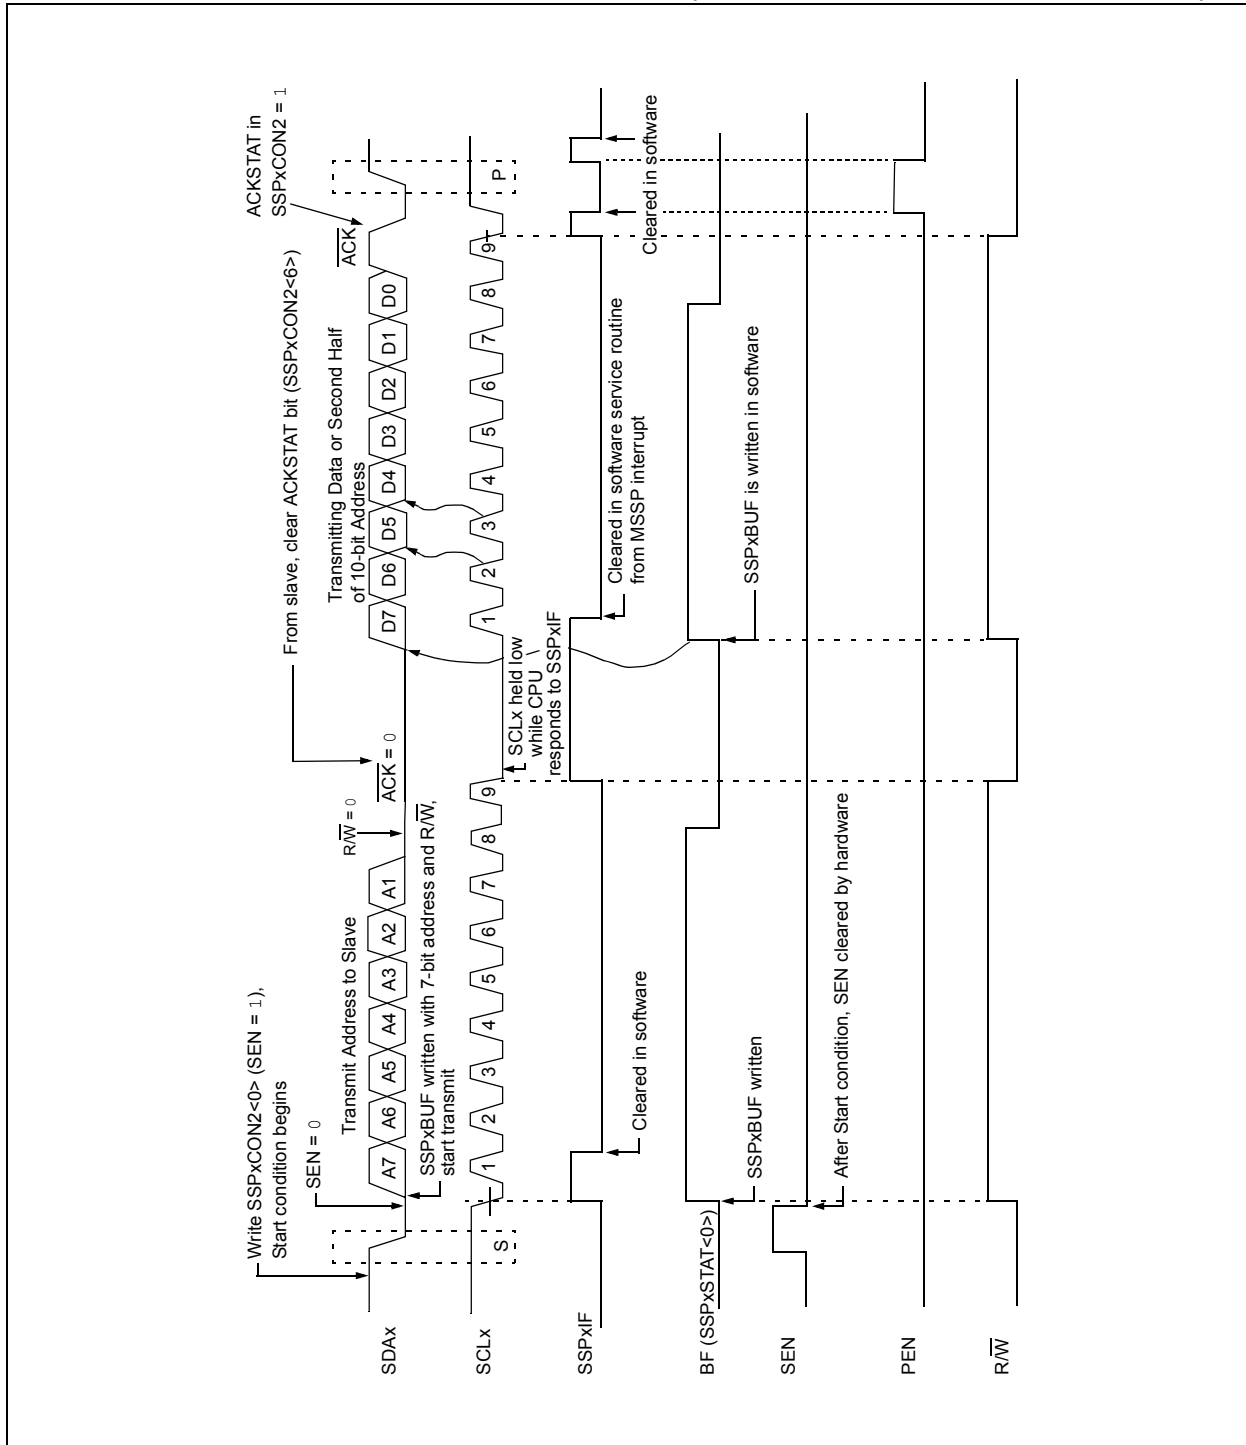 Write SSPxCON2<0> (SEN = 1),
Start condition begins
SEN = 0
Transmit Address to Slave
R/W = 0
From slave, clear ACKSTAT bit (SSPxCON2<6>)
ACK = 0
Transmitting Data or Second Half
of 10-bit Address
ACKSTAT in
SSPxCON2 = 1
ACK
SDAx
A7 A6 A5 A4 A3 A2 A1
D7 D6 D5 D4 D3 D2 D1 D0
SSPxBUF written with 7-bit address and R/W,
start transmit
SCLx
S
1 2 3 4 5 6 7 8 9
1 2 3 4 5 6 7 8 9
P
SCLx held low
while CPU
responds to SSPxIF
SSPxIF
Cleared in software
Cleared in software service routine
from MSSP interrupt
Cleared in software
BF (SSPxSTAT<0>)
SSPxBUF written
SSPxBUF is written in software
SEN
After Start condition, SEN cleared by hardware
PEN
R/W